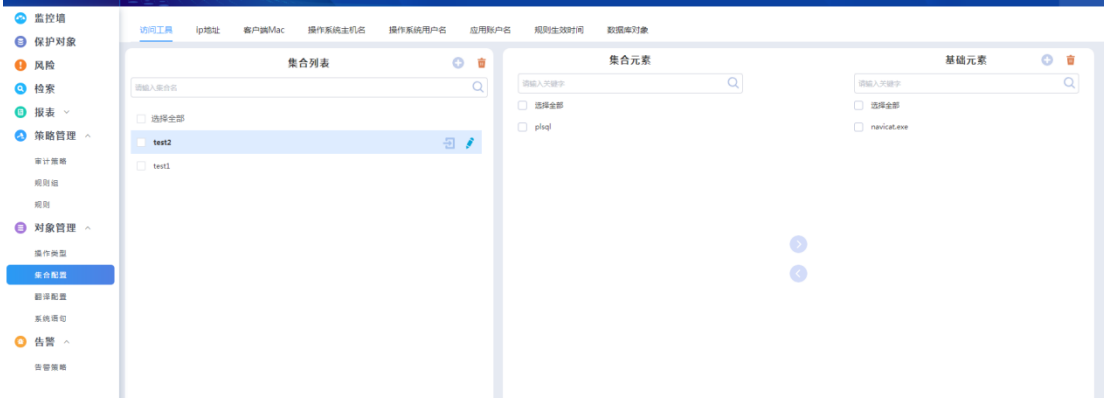 监控墙
保护对象
风险
检索
报表
策略管理
审计策略
规则组
规则
对象管理
操作类型
集合配置
翻译配置
系统语句
告警
告警策略
访问工具 ip地址 客户端Mac 操作系统主机名 操作系统用户名 应用账户名 规则生效时间 数据库对象
集合列表
请输入集合名
选择全部
test2
test1
集合元素
请输入关键字
选择全部
plsql
基础元素
请输入关键字
选择全部
navicat.exe